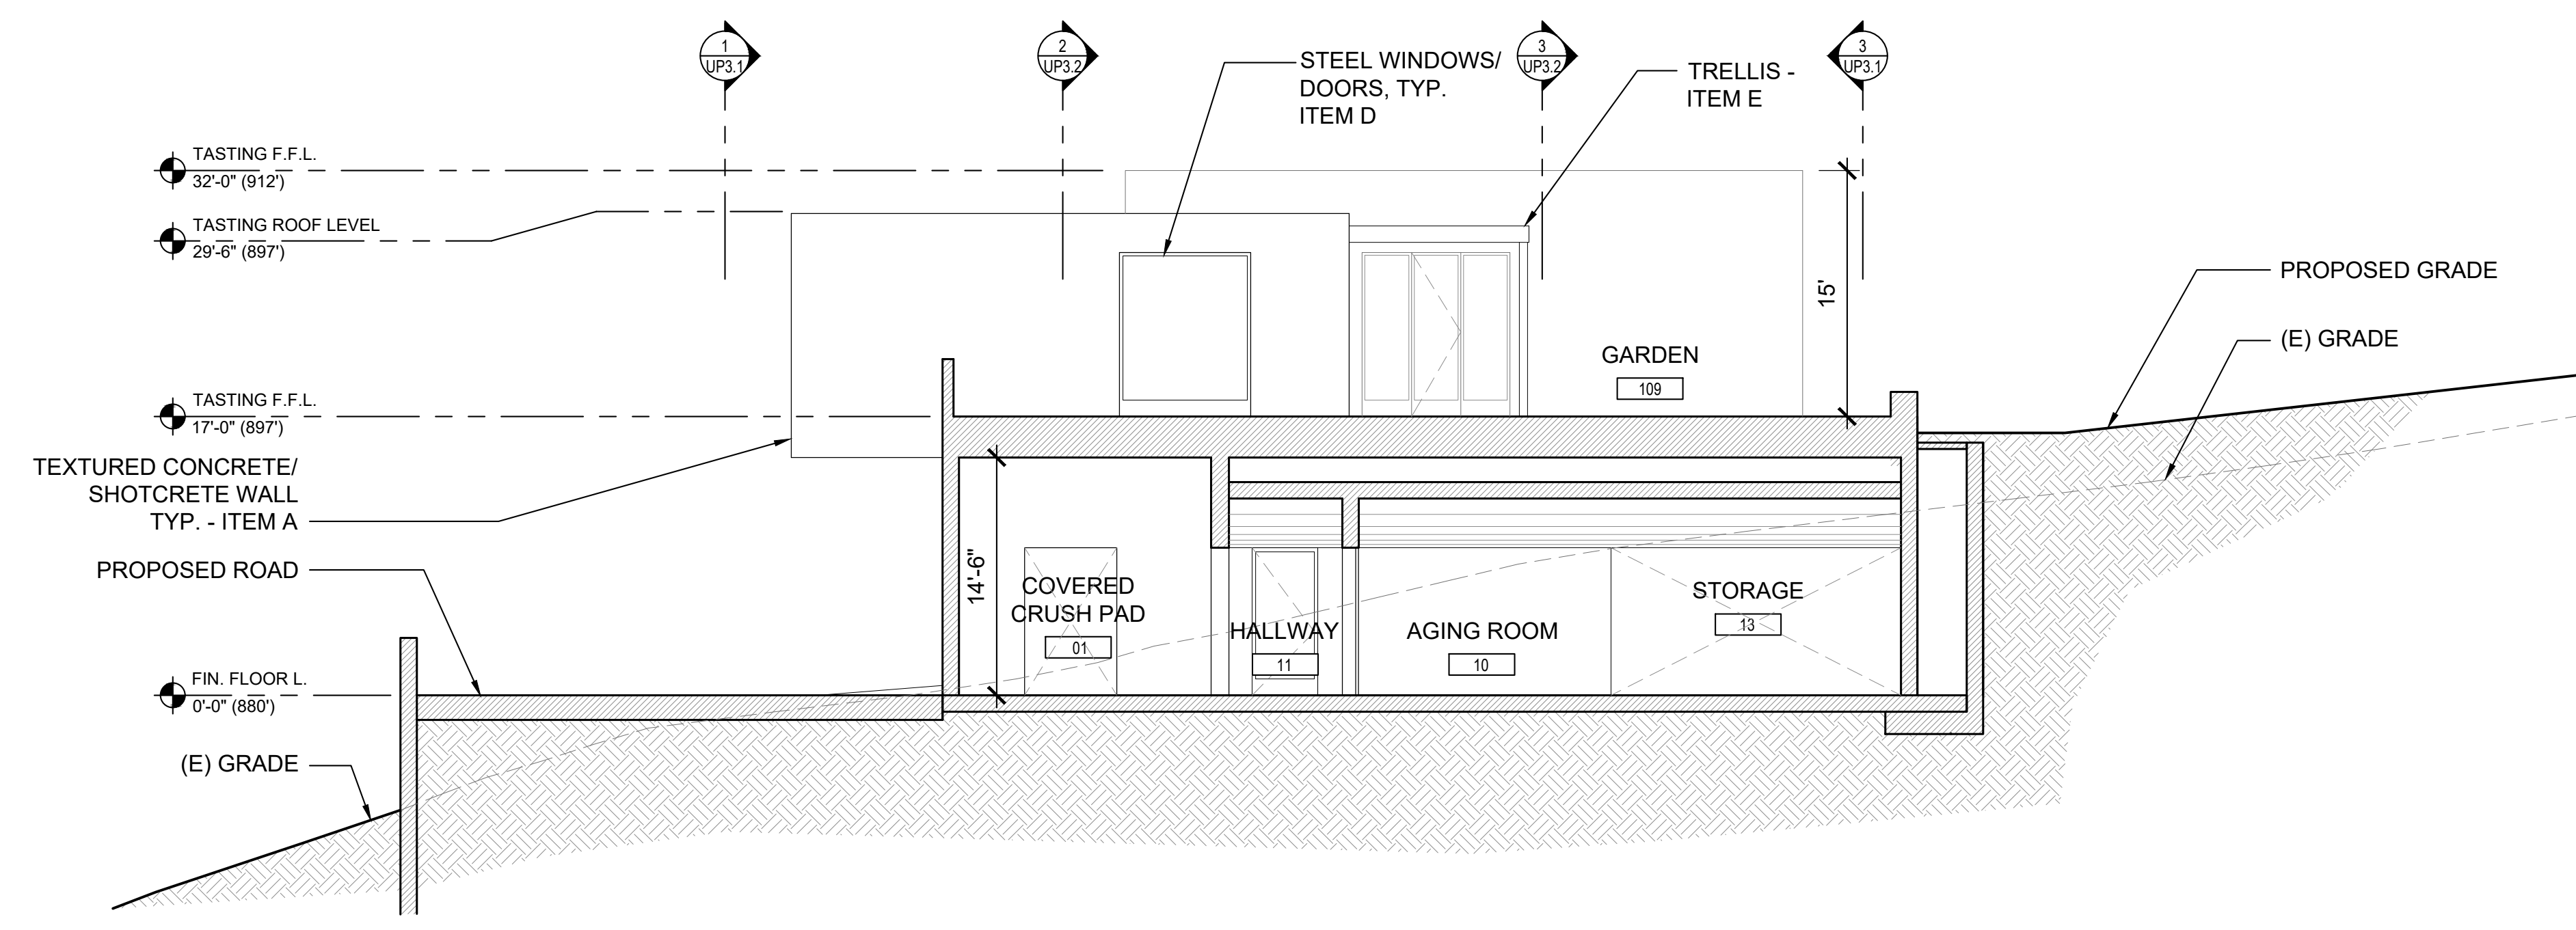 1
UP3.1
2
UP3.2
3
UP3.2
3
UP3.1
STEEL WINDOWS/
DOORS, TYP.
ITEM D
TRELLIS -
ITEM E
TASTING F.F.L.
32'-0" (912')
TASTING ROOF LEVEL
29'-6" (897')
TASTING F.F.L.
17'-0" (897')
TEXTURED CONCRETE/
SHOTCRETE WALL
TYP. - ITEM A
PROPOSED ROAD
FIN. FLOOR L.
0'-0" (880')
(E) GRADE
15'
GARDEN
109
PROPOSED GRADE
(E) GRADE
14'-6"
COVERED
CRUSH PAD
01
HALLWAY
11
AGING ROOM
10
STORAGE
13